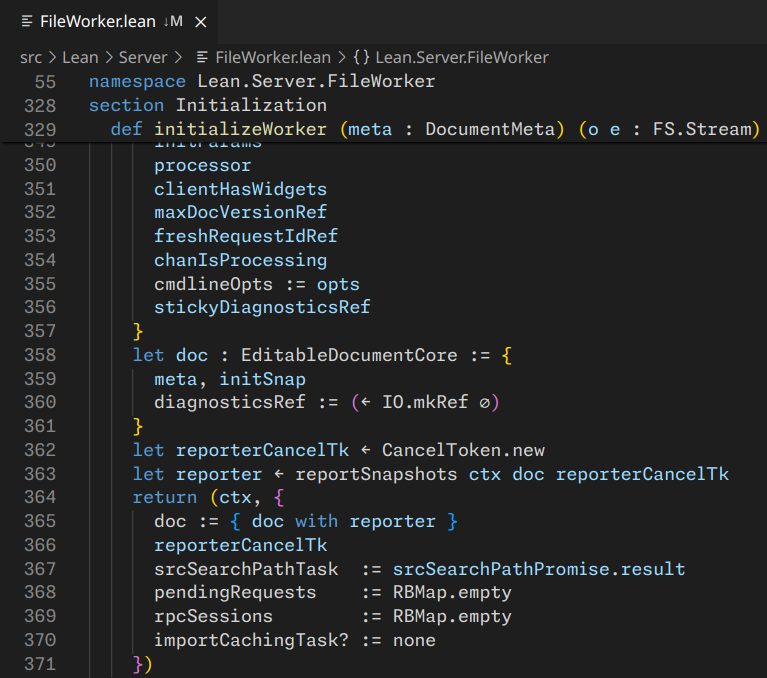 FileWorker.lean ↓M ×
src > Lean > Server > FileWorker.lean > {} Lean.Server.FileWorker
55 namespace Lean.Server.FileWorker
328 section Initialization
329 def initializeWorker (meta : DocumentMeta) (o e : FS.Stream)
349 initParams
350 processor
351 clientHasWidgets
352 maxDocVersionRef
353 freshRequestIdRef
354 chanIsProcessing
355 cmdlineOpts := opts
356 stickyDiagnosticsRef
357 }
358 let doc : EditableDocumentCore := {
359 meta, initSnap
360 diagnosticsRef := (← IO.mkRef ∅)
361 }
362 let reporterCancelTk ← CancelToken.new
363 let reporter ← reportSnapshots ctx doc reporterCancelTk
364 return (ctx, {
365 doc := { doc with reporter }
366 reporterCancelTk
367 srcSearchPathTask := srcSearchPathPromise.result
368 pendingRequests := RBMap.empty
369 rpcSessions := RBMap.empty
370 importCachingTask? := none
371 })